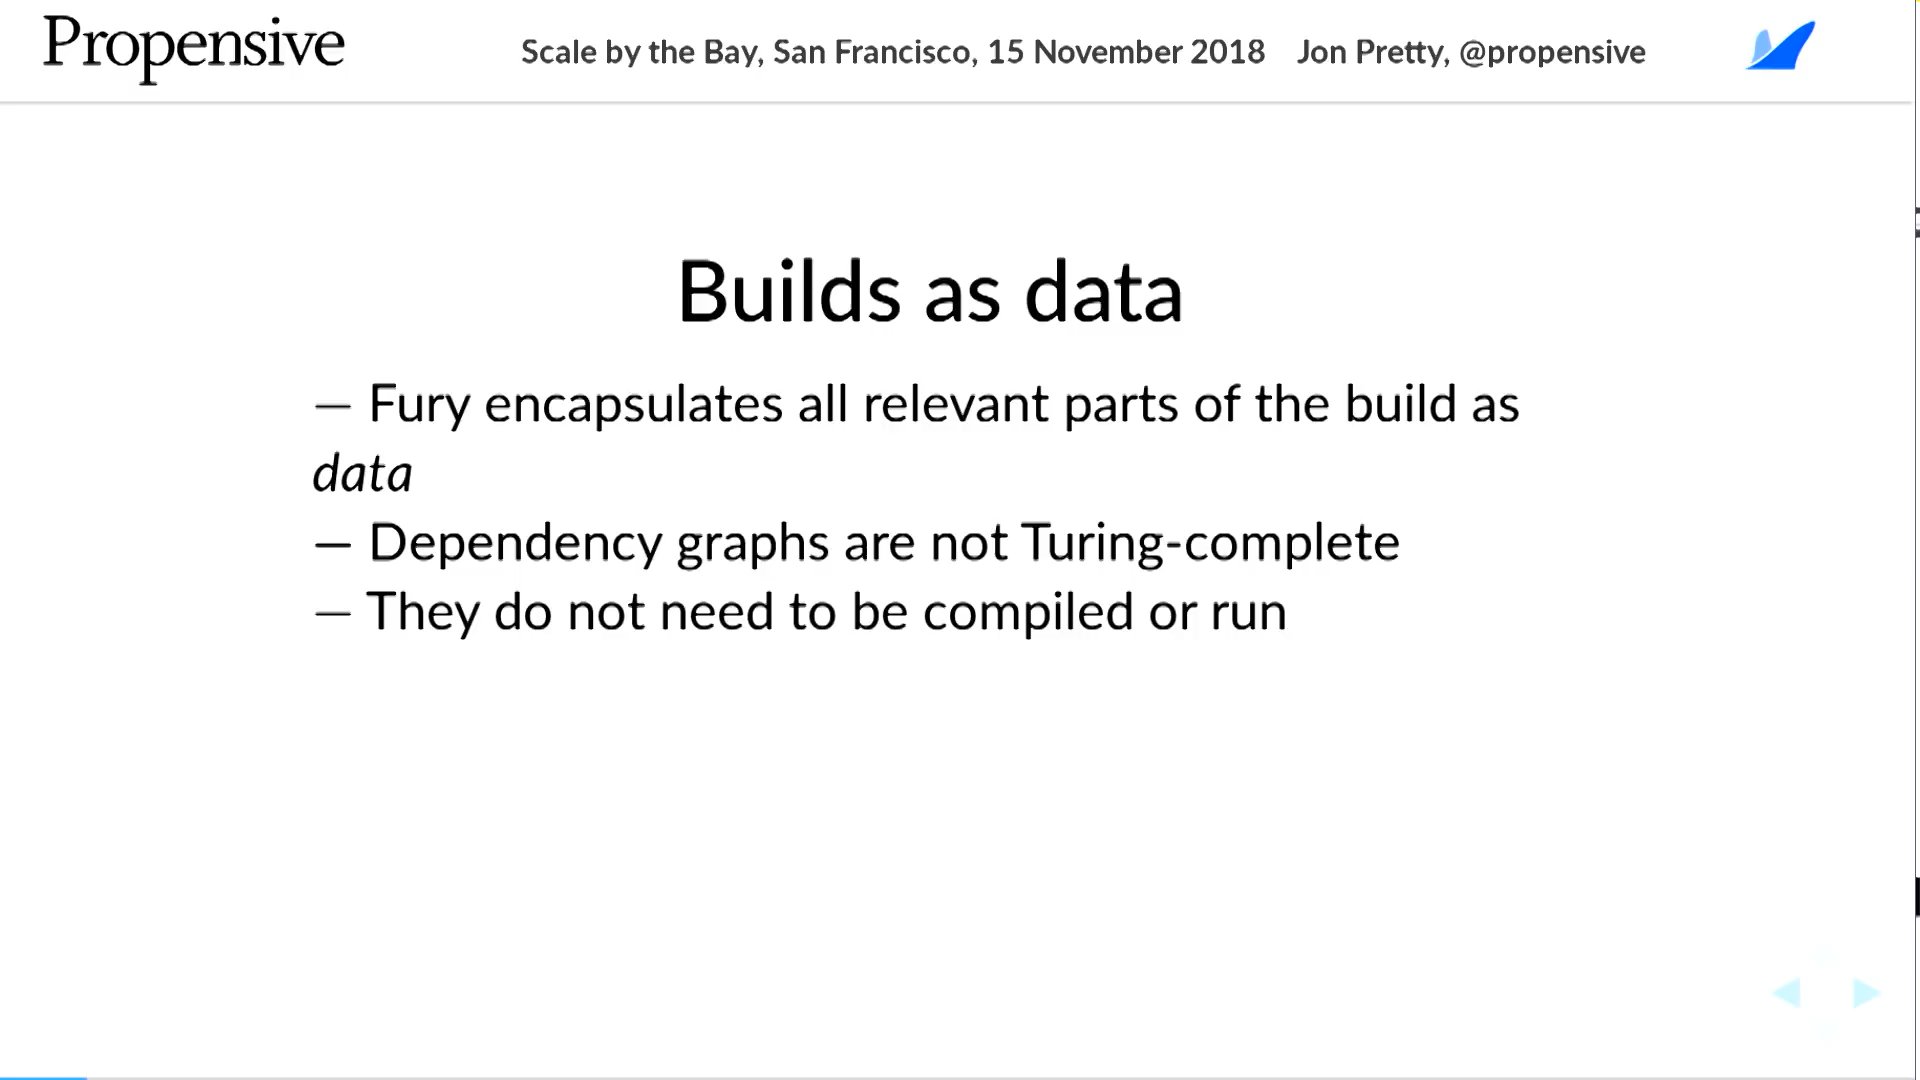 Propensive
Scale by the Bay, San Francisco, 15 November 2018 Jon Pretty, @propensive
Builds as data
— Fury encapsulates all relevant parts of the build as
data
— Dependency graphs are not Turing-complete
— They do not need to be compiled or run